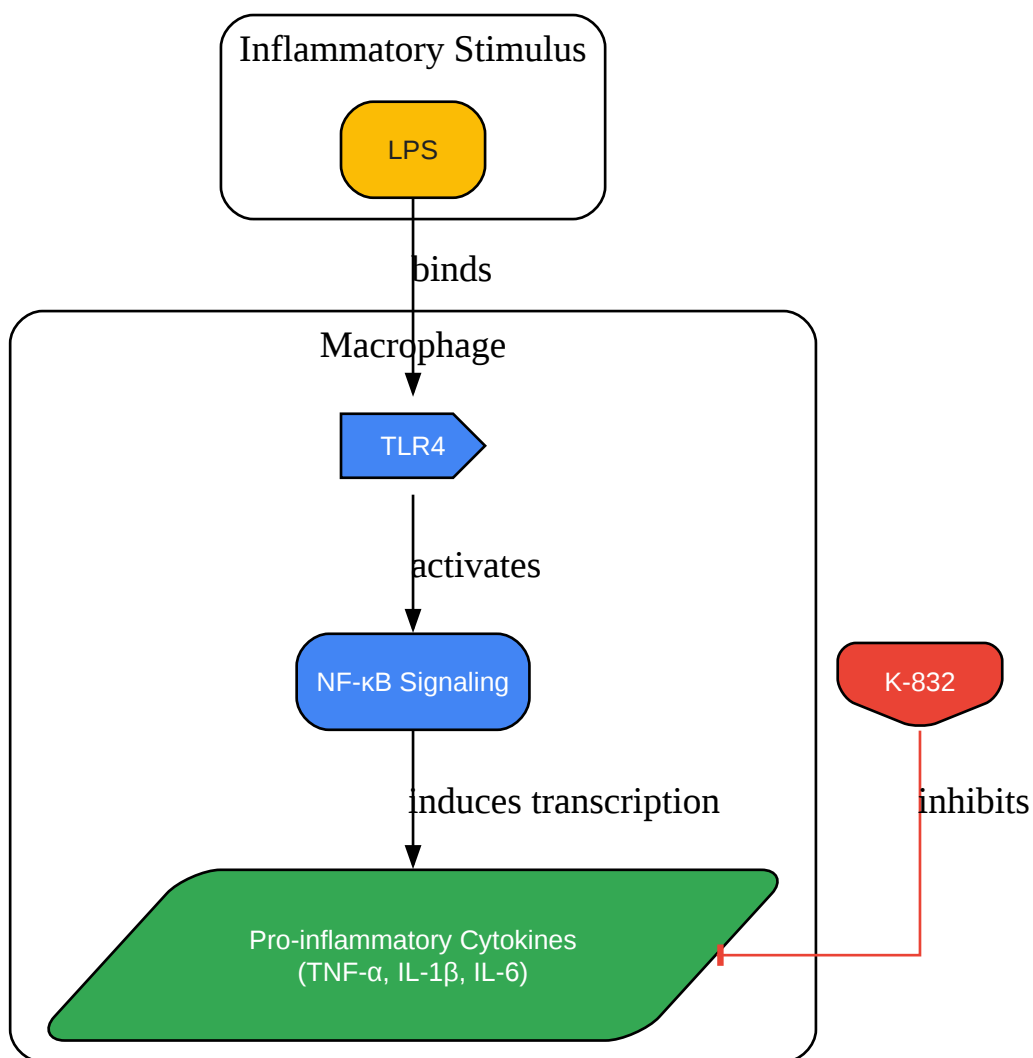 Inflammatory Stimulus
LPS
binds
Macrophage
TLR4
activates
NF-κB Signaling
K-832
induces transcription
inhibits
Pro-inflammatory Cytokines
(TNF-α, IL-1β, IL-6)